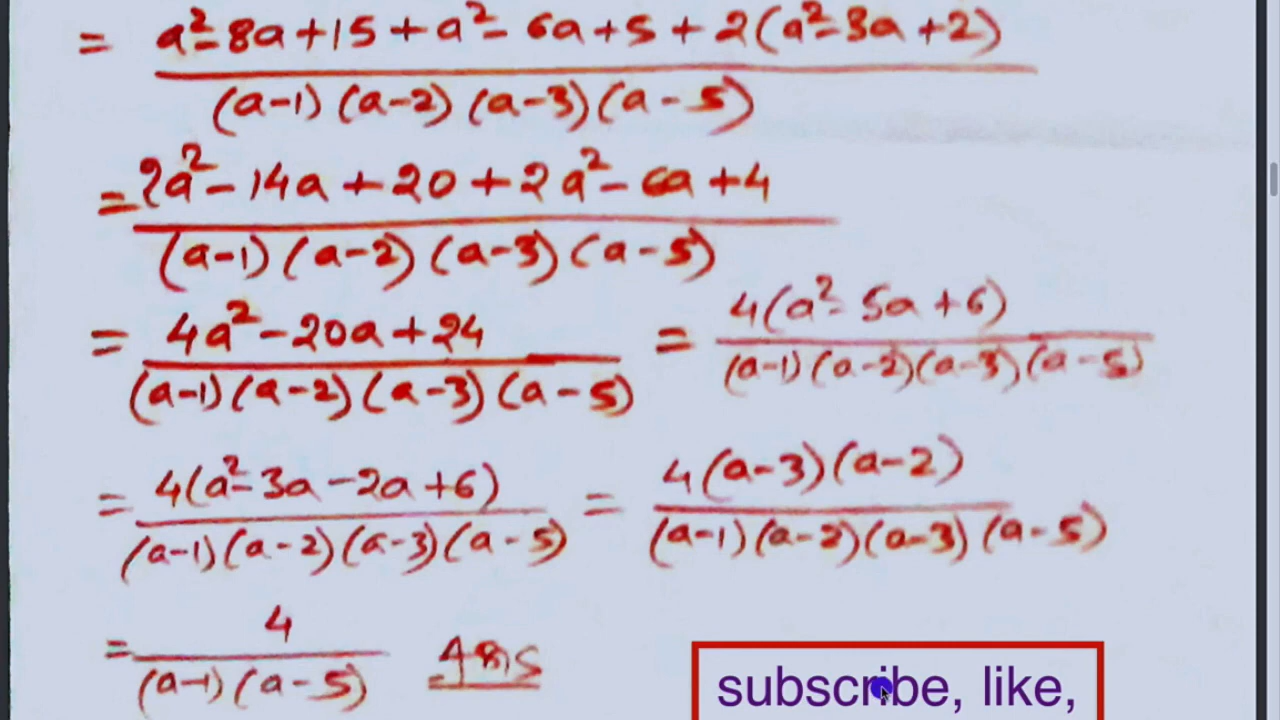 = a²-8a+15+a²-6a+5+2(a²-3a+2) / (a-1)(a-2)(a-3)(a-5)
= 2a²-14a+20+2a²-6a+4 / (a-1)(a-2)(a-3)(a-5)
= 4a²-20a+24 / (a-1)(a-2)(a-3)(a-5) = 4(a²-5a+6) / (a-1)(a-2)(a-3)(a-5)
= 4(a²-3a-2a+6) / (a-1)(a-2)(a-3)(a-5) = 4(a-3)(a-2) / (a-1)(a-2)(a-3)(a-5)
= 4 / (a-1)(a-5) Ans
subscribe, like,